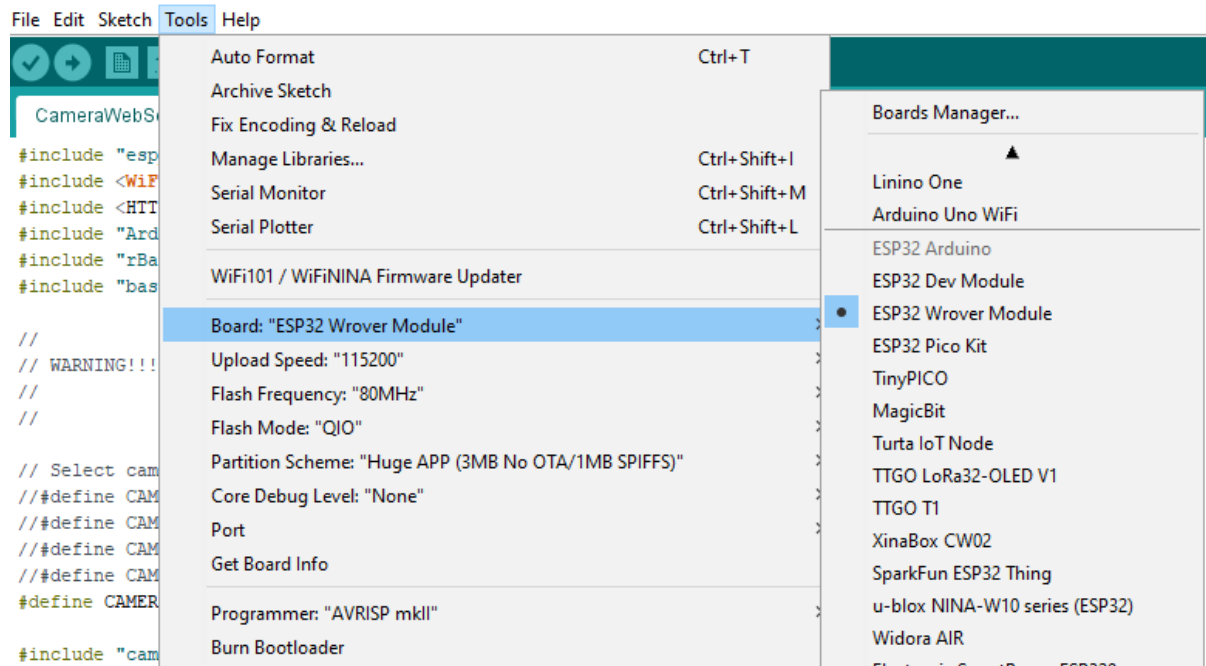 File Edit Sketch Tools Help
CameraWebS
#include "esp
#include <WiF
#include <HTT
#include "Ard
#include "rBa
#include "bas
//
// WARNING!!!
//
//
// Select cam
//#define CAM
//#define CAM
//#define CAM
//#define CAM
#define CAMER
#include "cam
Auto Format Ctrl+T
Archive Sketch
Fix Encoding & Reload
Manage Libraries... Ctrl+Shift+I
Serial Monitor Ctrl+Shift+M
Serial Plotter Ctrl+Shift+L
WiFi101 / WiFiNINA Firmware Updater
Board: "ESP32 Wrover Module"
Upload Speed: "115200"
Flash Frequency: "80MHz"
Flash Mode: "QIO"
Partition Scheme: "Huge APP (3MB No OTA/1MB SPIFFS)"
Core Debug Level: "None"
Port
Get Board Info
Programmer: "AVRISP mkII"
Burn Bootloader
Boards Manager...
Linino One
Arduino Uno WiFi
ESP32 Arduino
ESP32 Dev Module
ESP32 Wrover Module
ESP32 Pico Kit
TinyPICO
MagicBit
Turta IoT Node
TTGO LoRa32-OLED V1
TTGO T1
XinaBox CW02
SparkFun ESP32 Thing
u-blox NINA-W10 series (ESP32)
Widora AIR